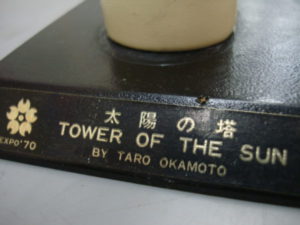 太陽の塔
TOWER OF THE SUN
BY TARO OKAMOTO
EXPO'70